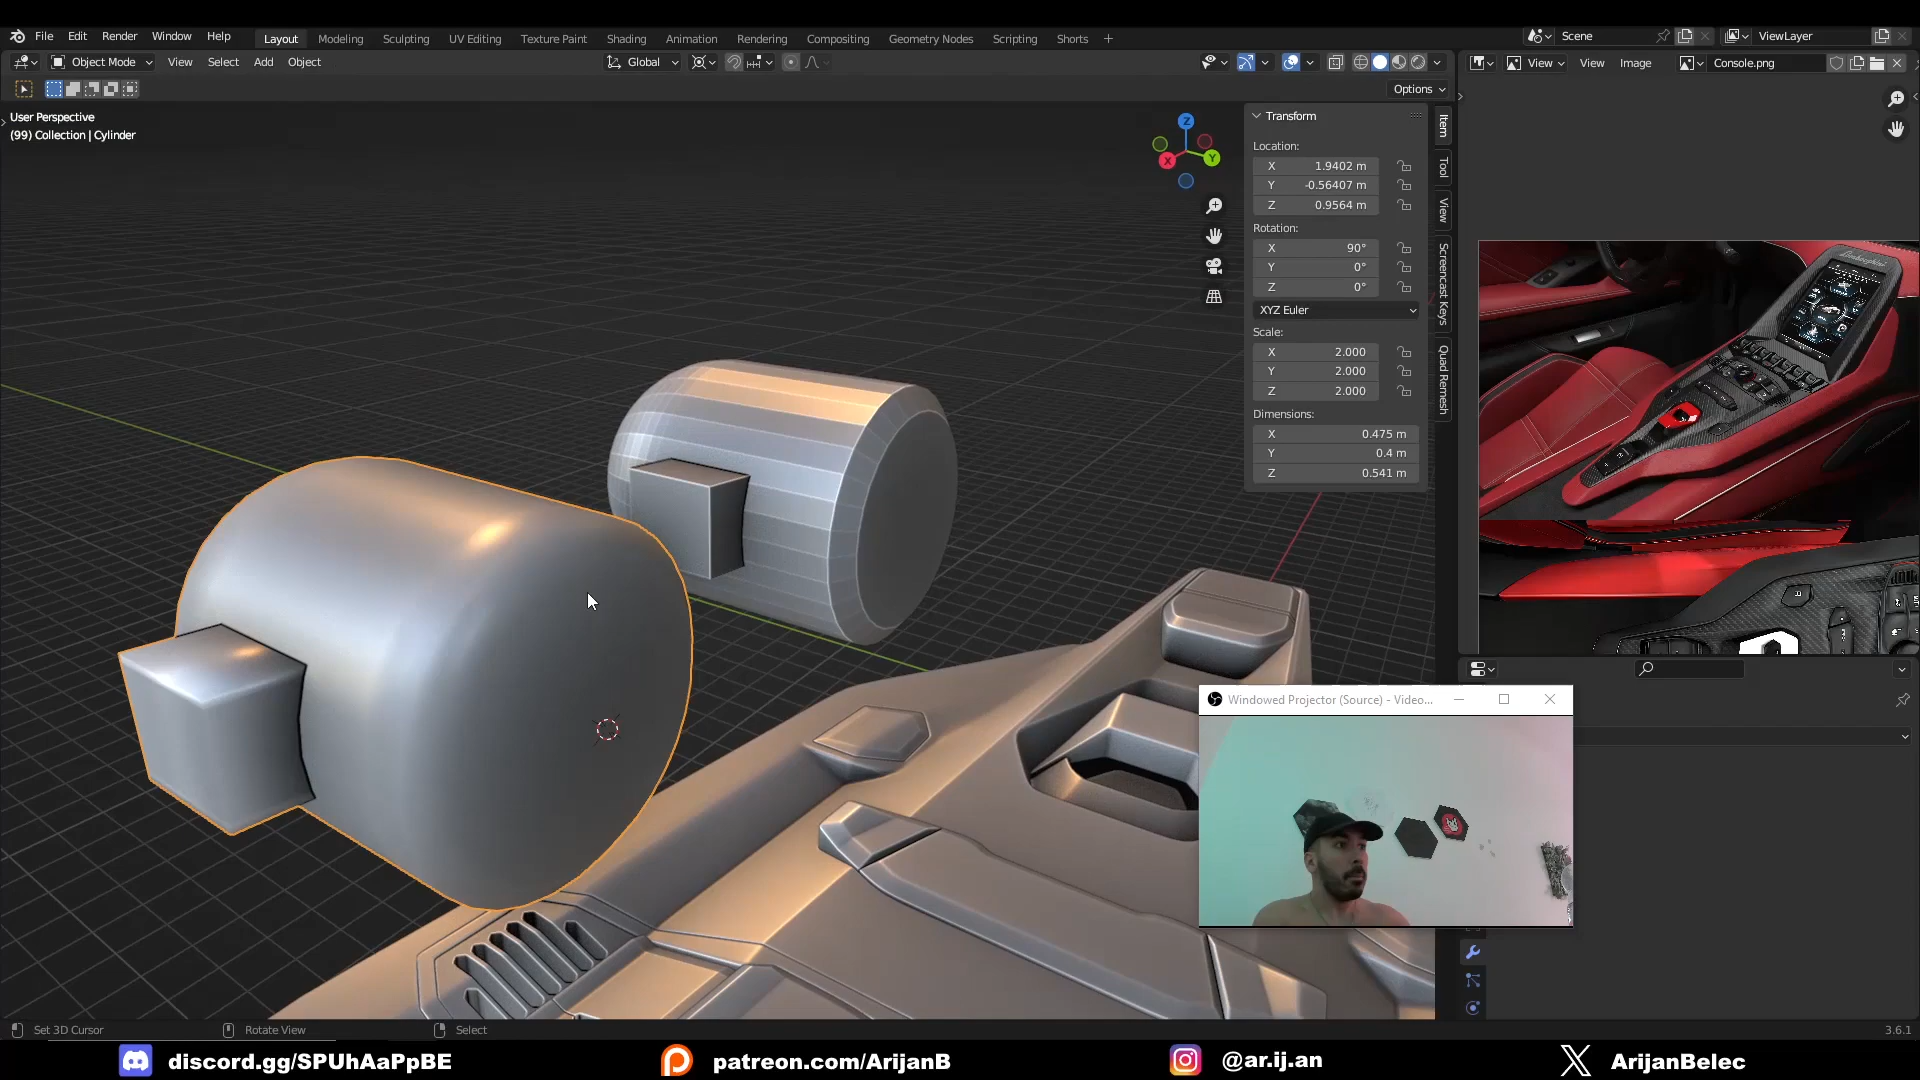 File Edit Render Window Help Layout Modeling Sculpting UV Editing Texture Paint Shading Animation Rendering Compositing Geometry Nodes Scripting Shorts + Scene ViewLayer
Object Mode View Select Add Object Global View View Image Console.png
Options
User Perspective
(99) Collection | Cylinder
Z
X
Y
Transform
Location:
X 1.9402 m
Y -0.56407 m
Z 0.9564 m
Rotation:
X 90°
Y 0°
Z 0°
XYZ Euler
Scale:
X 2.000
Y 2.000
Z 2.000
Dimensions:
X 0.475 m
Y 0.4 m
Z 0.541 m
Item
Tool
View
Screencast Keys
Quad Remesh
Windowed Projector (Source) - Video...
Set 3D Cursor Rotate View Select 3.6.1
discord.gg/SPUhAaPpBE patreon.com/ArijanB @ar.ij.an ArijanBelec